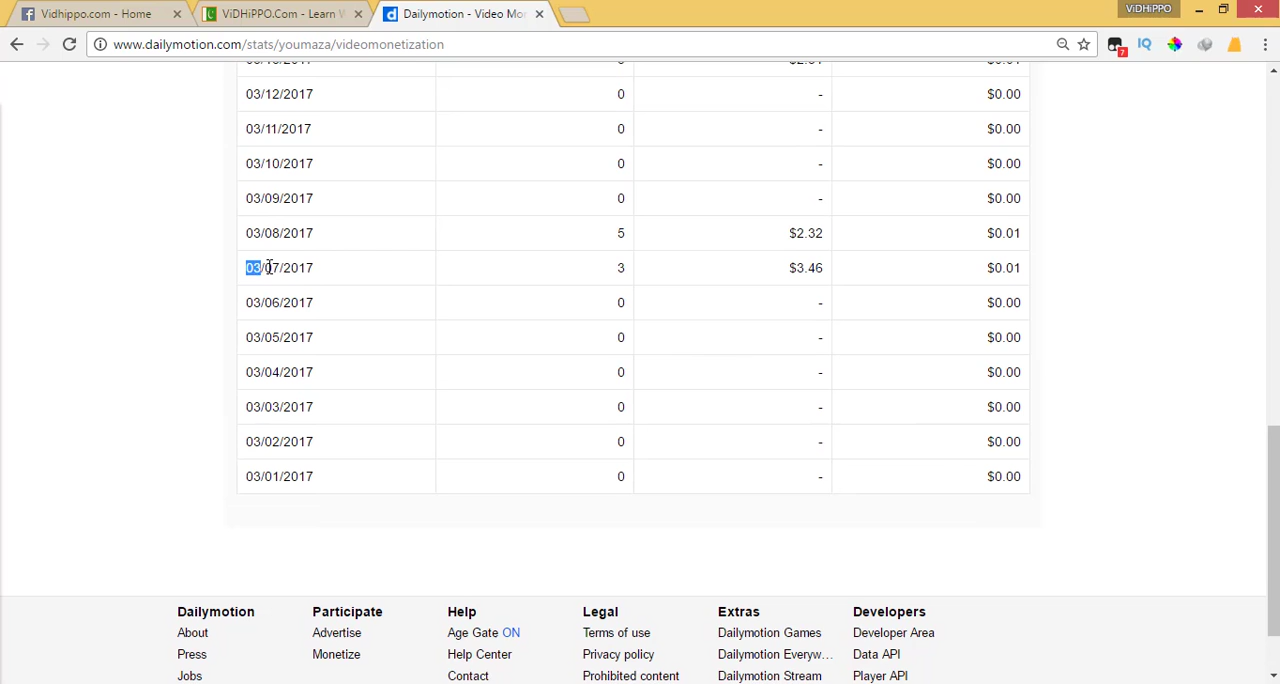 Vidhippo.com - Home
ViDHiPPO.Com - Learn
Dailymotion - Video Mo
ViDHiPPO
www.dailymotion.com/stats/youmaza/videomonetization
7
IQ
03/12/2017 0 - $0.00
03/11/2017 0 - $0.00
03/10/2017 0 - $0.00
03/09/2017 0 - $0.00
03/08/2017 5 $2.32 $0.01
03/07/2017 3 $3.46 $0.01
03/06/2017 0 - $0.00
03/05/2017 0 - $0.00
03/04/2017 0 - $0.00
03/03/2017 0 - $0.00
03/02/2017 0 - $0.00
03/01/2017 0 - $0.00
Dailymotion Participate Help Legal Extras Developers
About Advertise Age Gate ON Terms of use Dailymotion Games Developer Area
Press Monetize Help Center Privacy policy Dailymotion Everyw... Data API
Jobs Contact Prohibited content Dailymotion Stream Player API